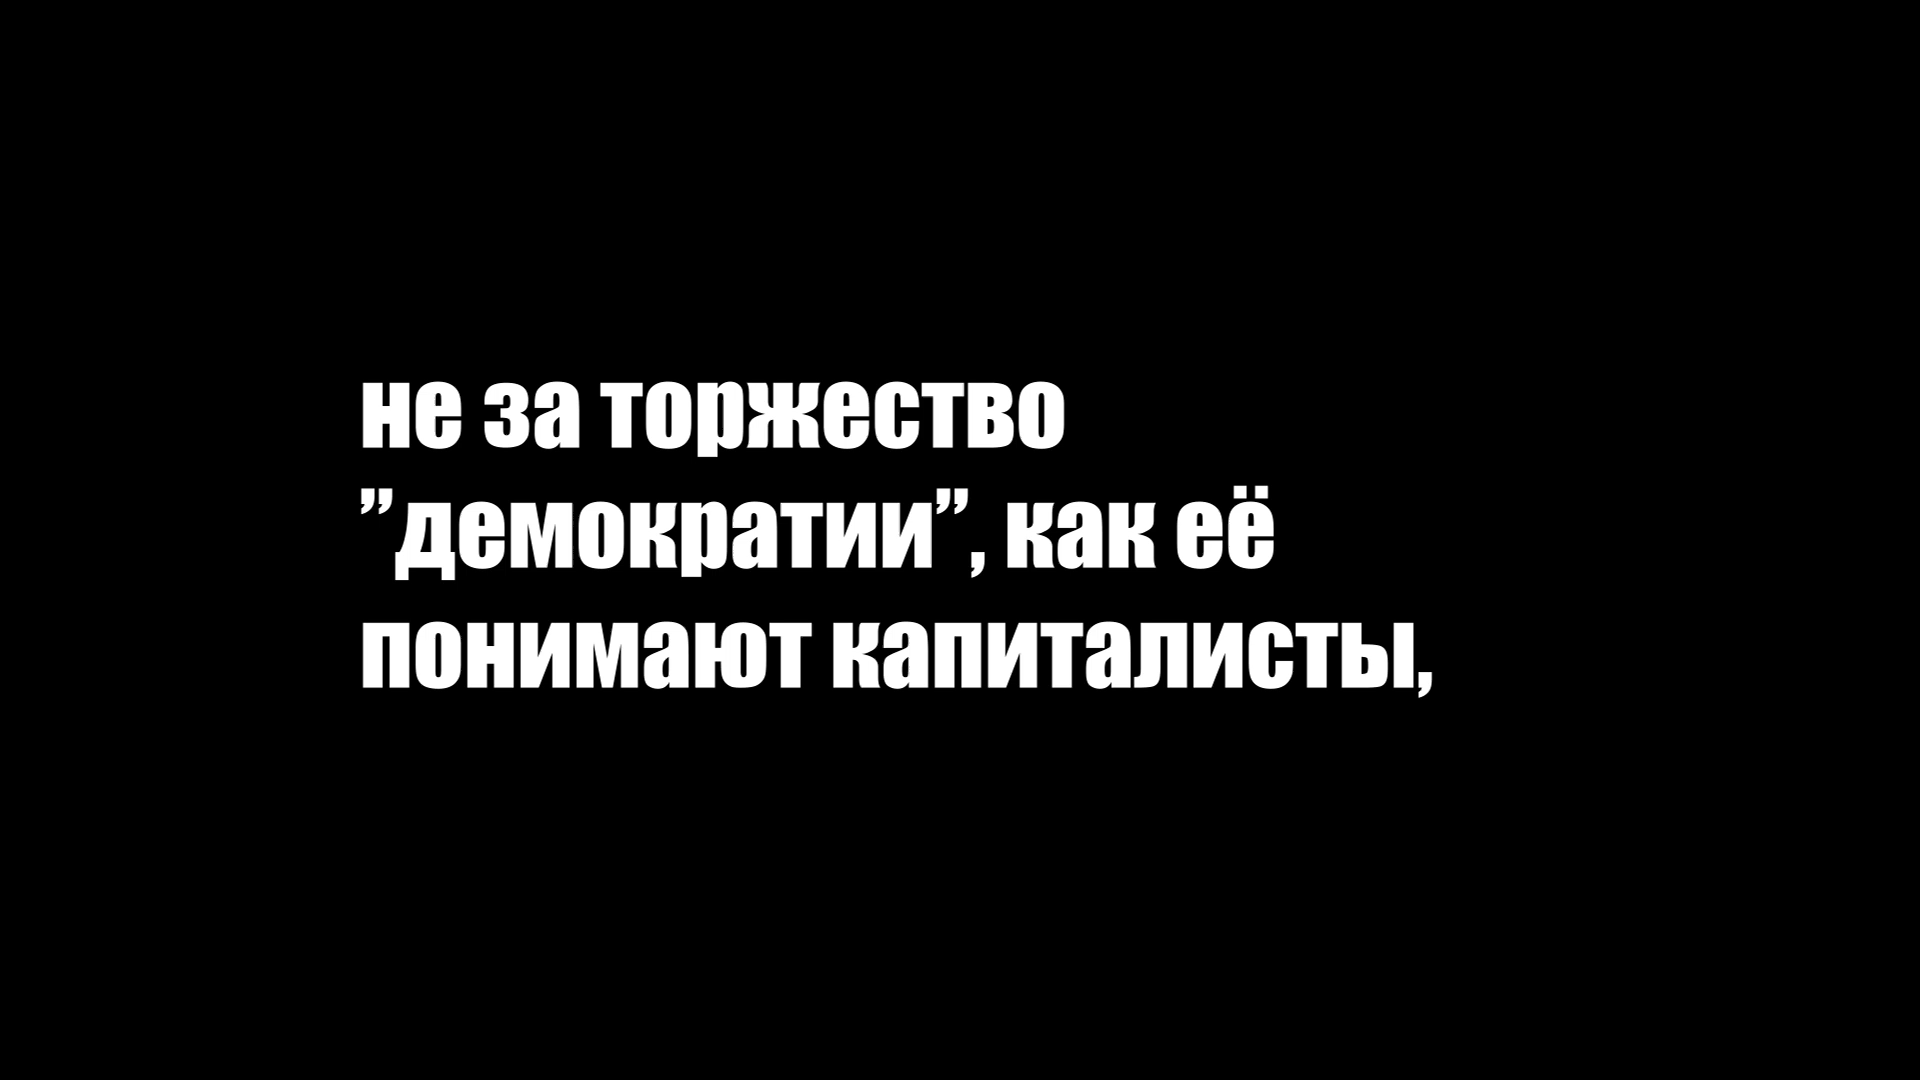 не за торжество
”демократии”, как её
понимают капиталисты,